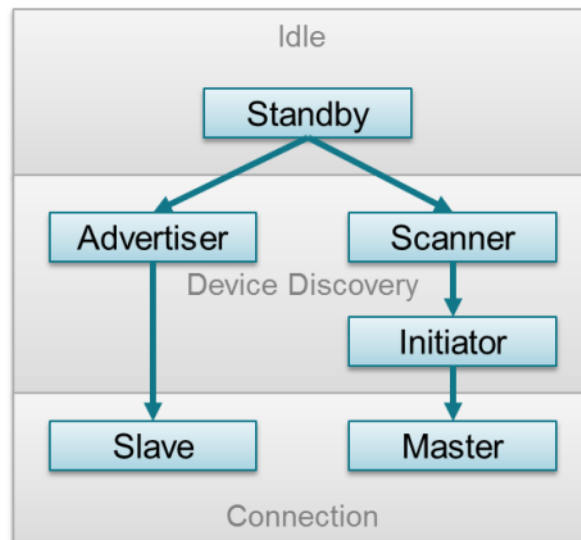 Idle
Standby
Advertiser
Scanner
Device Discovery
Initiator
Slave
Master
Connection